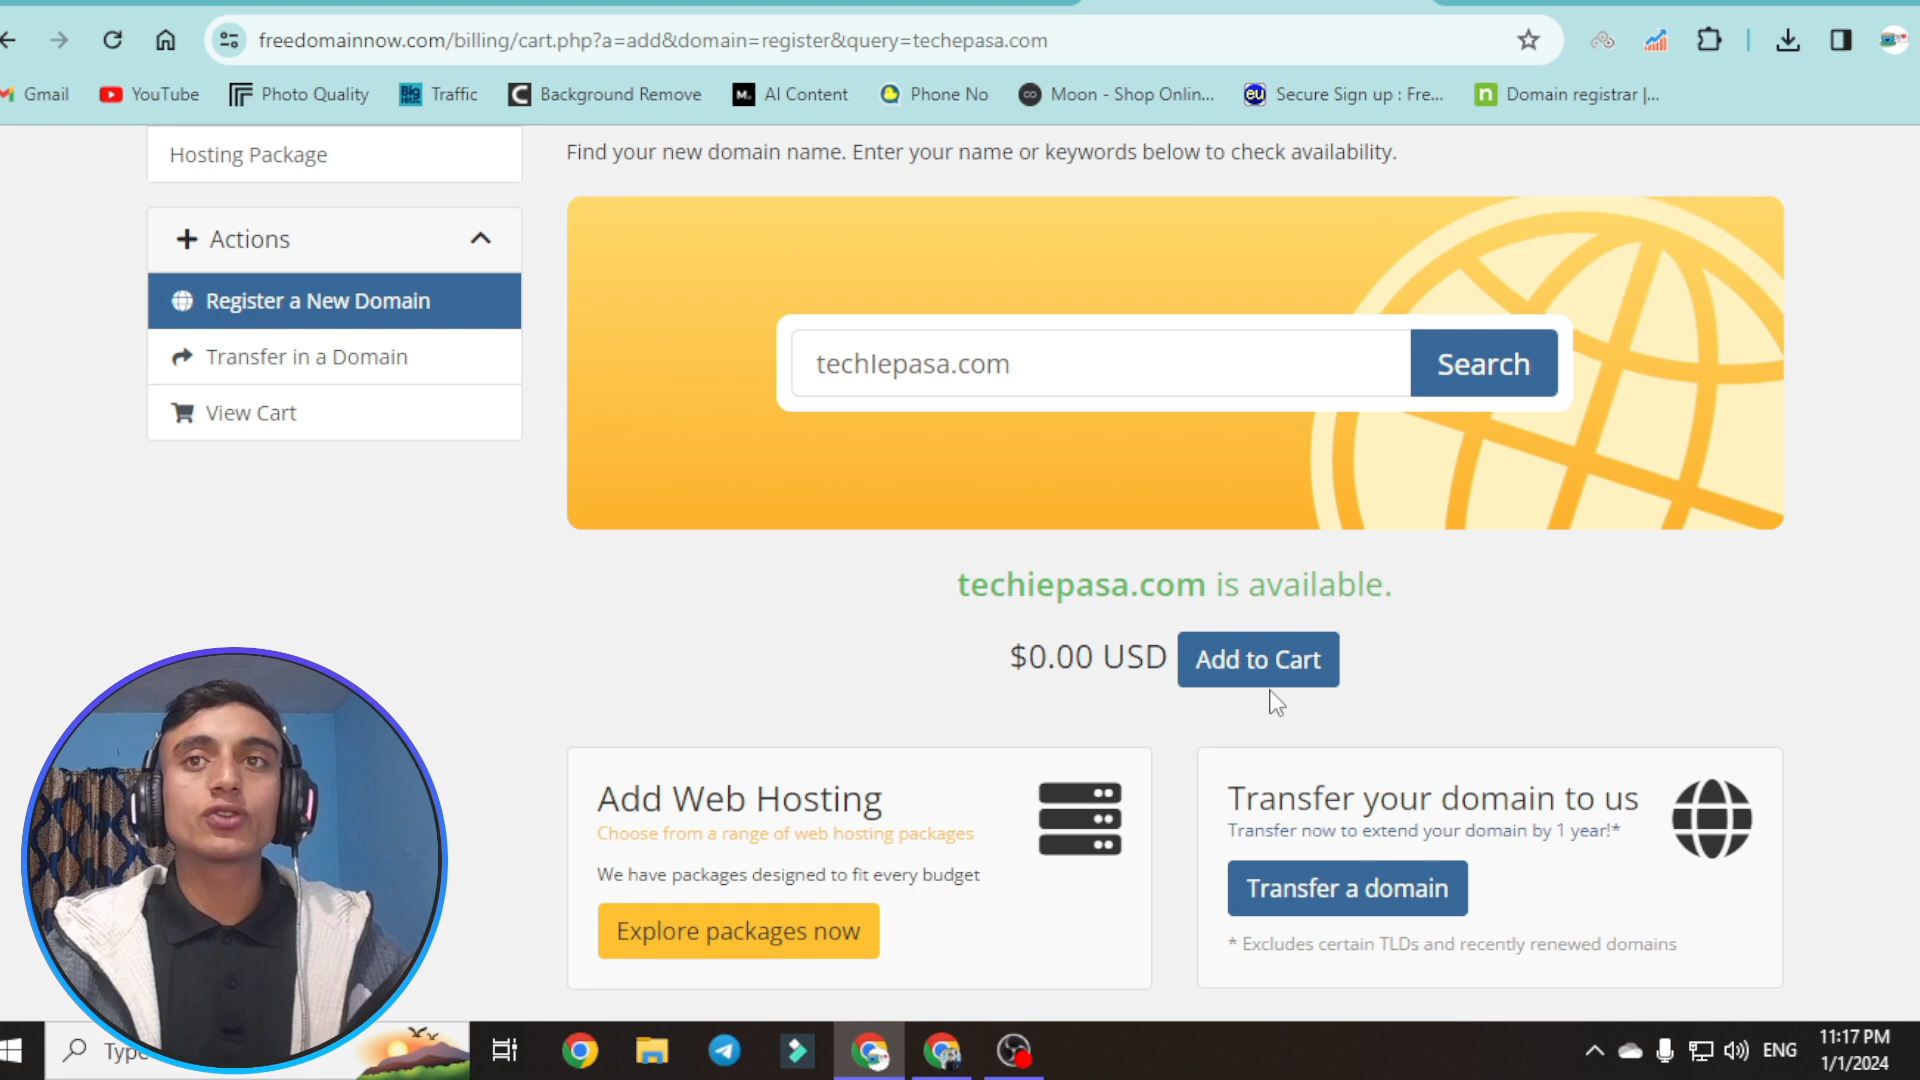 freedomainnow.com/billing/cart.php?a=add&domain=register&query=techepasa.com
Gmail YouTube Photo Quality Traffic Background Remove AI Content Phone No Moon - Shop Onlin... Secure Sign up : Fre... Domain registrar |...
Hosting Package
Actions
Register a New Domain
Transfer in a Domain
View Cart
Find your new domain name. Enter your name or keywords below to check availability.
techIepasa.com
Search
techiepasa.com is available.
$0.00 USD Add to Cart
Add Web Hosting
Choose from a range of web hosting packages
We have packages designed to fit every budget
Explore packages now
Transfer your domain to us
Transfer now to extend your domain by 1 year!*
Transfer a domain
* Excludes certain TLDs and recently renewed domains
Type
ENG
11:17 PM
1/1/2024